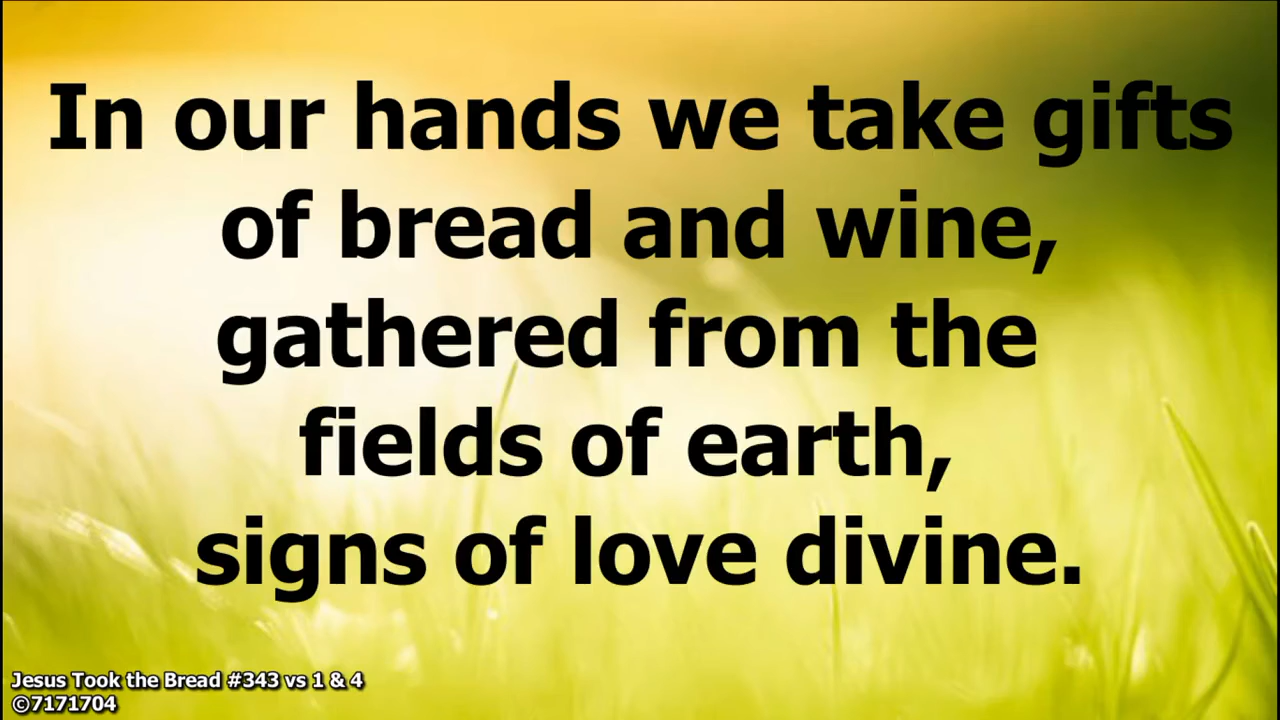 In our hands we take gifts
of bread and wine,
gathered from the
fields of earth,
signs of love divine.
Jesus Took the Bread #343 vs 1 & 4
©7171704